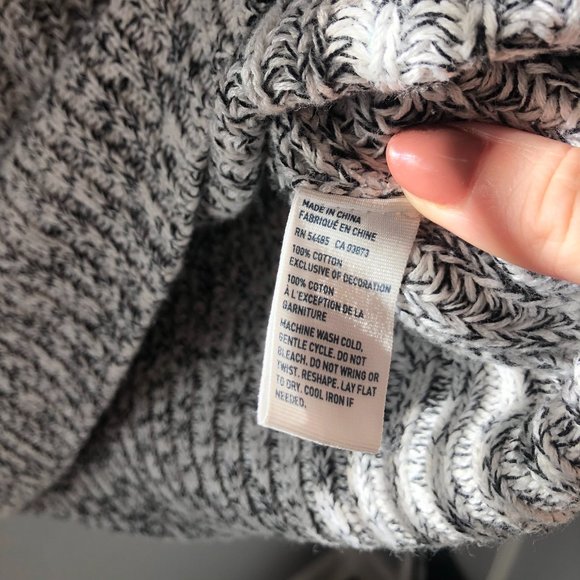 MADE IN CHINA
FABRIQUÉ EN CHINE
RN 54485 CA 03873
100% COTTON
EXCLUSIVE OF DECORATION
100% COTON
À L'EXCEPTION DE LA
GARNITURE
MACHINE WASH COLD,
GENTLE CYCLE. DO NOT
BLEACH. DO NOT WRING OR
TWIST. RESHAPE. LAY FLAT
TO DRY. COOL IRON IF
NEEDED.